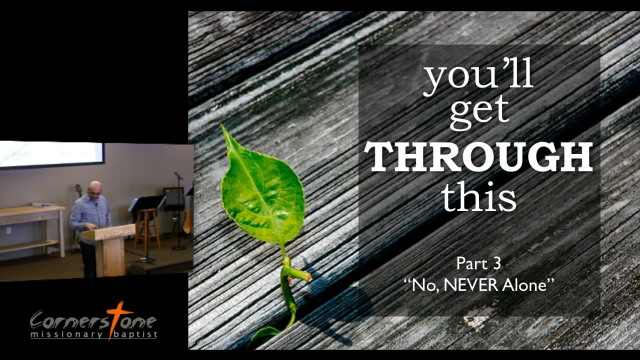 you'll
get
THROUGH
this
Part 3
“No, NEVER Alone”
Cornerstone
missionary baptist